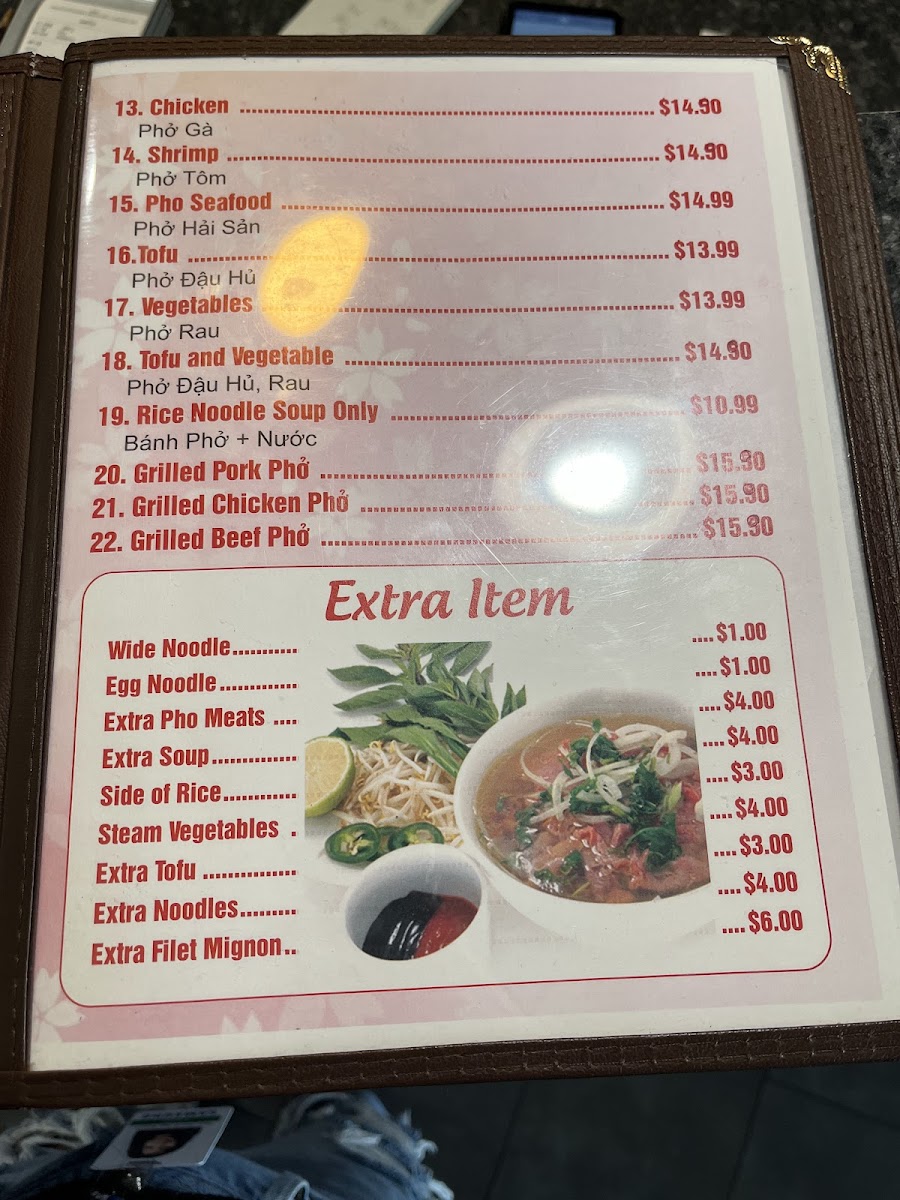 13. Chicken ........ $14.90
Phở Gà
14. Shrimp ........ $14.90
Phở Tôm
15. Pho Seafood ........ $14.99
Phở Hải Sản
16.Tofu ........ $13.99
Phở Đậu Hủ
17. Vegetables ........ $13.99
Phở Rau
18. Tofu and Vegetable ........ $14.90
Phở Đậu Hủ, Rau
19. Rice Noodle Soup Only ........ $10.99
Bánh Phở + Nước
20. Grilled Pork Phở ........ $15.90
21. Grilled Chicken Phở ........ $15.90
22. Grilled Beef Phở ........ $15.90
Extra Item
Wide Noodle........ $1.00
Egg Noodle........ $1.00
Extra Pho Meats ........ $4.00
Extra Soup........ $4.00
Side of Rice........ $3.00
Steam Vegetables ..... $4.00
Extra Tofu ........ $3.00
Extra Noodles........ $4.00
Extra Filet Mignon...... $6.00